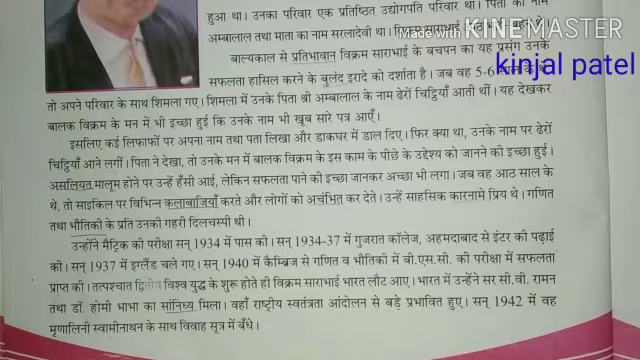 हुआ था। उनका परिवार एक प्रतिष्ठित उद्योगपति परिवार था। पिता का नाम
Made with KINEMASTER
अम्बालाल तथा माता का नाम सरलादेवी था।
kinjal patel
बाल्यकाल से प्रतिभावान विक्रम साराभाई के बचपन का यह प्रसंग उनके
सफलता हासिल करने के बुलंद इरादे को दर्शाता है। जब वह 5-6 साल के थे
तो अपने परिवार के साथ शिमला गए। शिमला में उनके पिता श्री अम्बालाल के नाम ढेरों चिट्ठियाँ आती थीं। यह देखकर
बालक विक्रम के मन में भी इच्छा हुई कि उनके नाम भी खूब सारे पत्र आएँ।
इसलिए कई लिफाफों पर अपना नाम तथा पता लिखा और डाकघर में डाल दिए। फिर क्या था, उनके नाम पर ढेरों
चिट्ठियाँ आने लगीं। पिता ने देखा, तो उनके मन में बालक विक्रम के इस काम के पीछे के उद्देश्य को जानने की इच्छा हुई।
असलियत मालूम होने पर उन्हें हँसी आई, लेकिन सफलता पाने की इच्छा जानकर अच्छा भी लगा। जब वह आठ साल के
थे, तो साइकिल पर विभिन्न कलाबाजियाँ करते और लोगों को अचंभित कर देते। उन्हें साहसिक कारनामे प्रिय थे। गणित
तथा भौतिकी के प्रति उनकी गहरी दिलचस्पी थी।
उन्होंने मैट्रिक की परीक्षा सन् 1934 में पास की। सन् 1934-37 में गुजरात कॉलेज, अहमदाबाद से इंटर की पढ़ाई
की। सन् 1937 में इंग्लैंड चले गए। सन् 1940 में कैम्ब्रिज से गणित व भौतिकी में बी.एस.सी. की परीक्षा में सफलता
प्राप्त की। तत्पश्चात द्वितीय विश्व युद्ध के शुरू होते ही विक्रम साराभाई भारत लौट आए। भारत में उन्होंने सर सी.वी. रामन
तथा डॉ. होमी भाभा का सांनिध्य मिला। वहाँ राष्ट्रीय स्वतंत्रता आंदोलन से बड़े प्रभावित हुए। सन् 1942 में वह
मृणालिनी स्वामीनाथन के साथ विवाह सूत्र में बँधे।